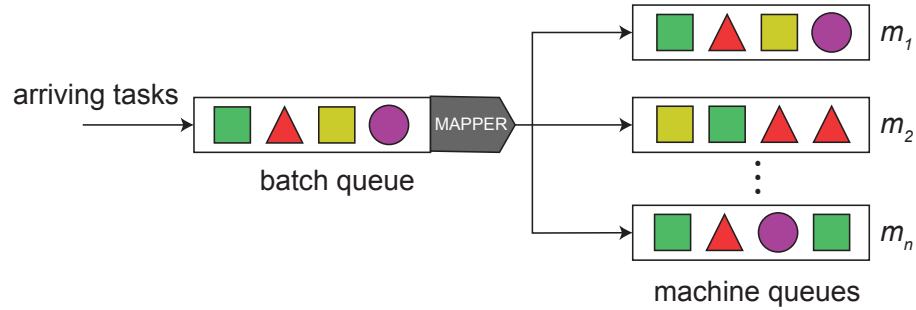 arriving tasks
MAPPER
batch queue
m1
m2
mn
machine queues